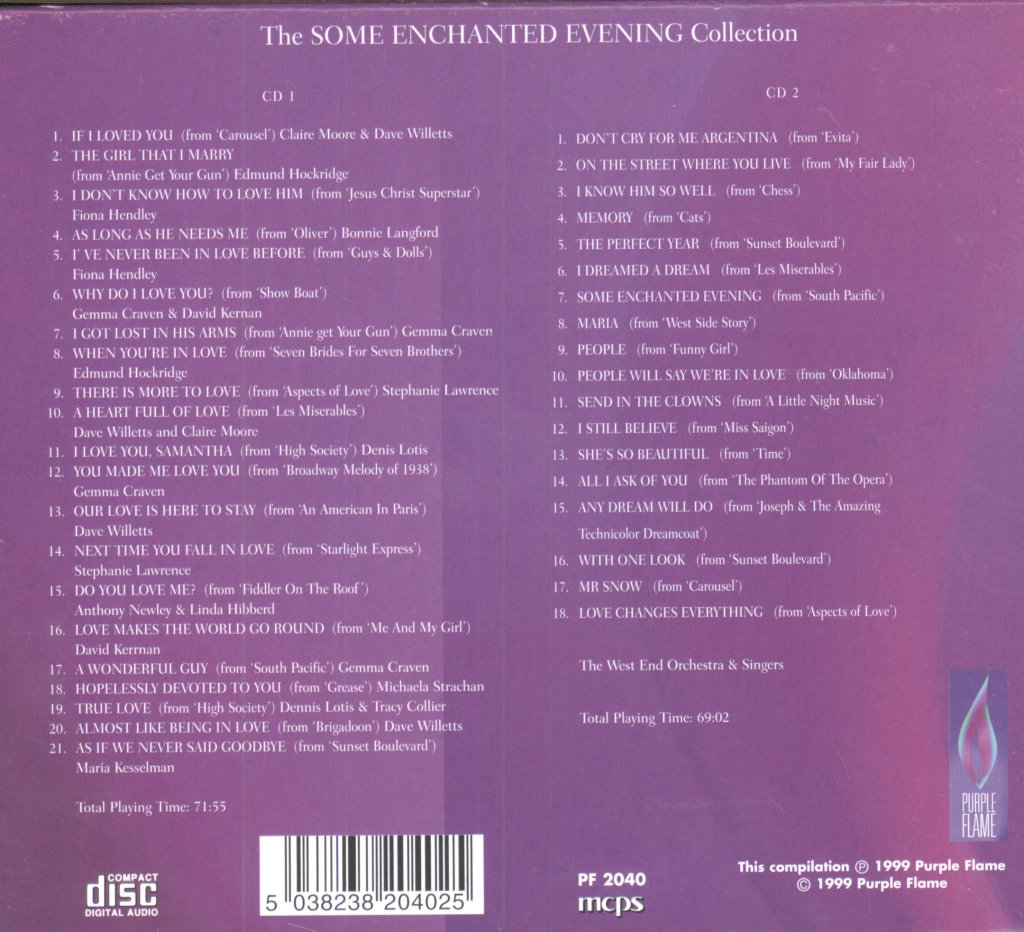 The SOME ENCHANTED EVENING Collection
CD 1
1. IF I LOVED YOU (from 'Carousel') Claire Moore & Dave Willetts
2. THE GIRL THAT I MARRY
(from 'Annie Get Your Gun') Edmund Hockridge
3. I DON'T KNOW HOW TO LOVE HIM (from 'Jesus Christ Superstar')
Fiona Hendley
4. AS LONG AS HE NEEDS ME (from 'Oliver') Bonnie Langford
5. I' VE NEVER BEEN IN LOVE BEFORE (from 'Guys & Dolls')
Fiona Hendley
6. WHY DO I LOVE YOU? (from 'Show Boat')
Gemma Craven & David Kernan
7. I GOT LOST IN HIS ARMS (from 'Annie get Your Gun') Gemma Craven
8. WHEN YOU'RE IN LOVE (from 'Seven Brides For Seven Brothers')
Edmund Hockridge
9. THERE IS MORE TO LOVE (from 'Aspects of Love') Stephanie Lawrence
10. A HEART FULL OF LOVE (from 'Les Miserables')
Dave Willetts and Claire Moore
11. I LOVE YOU, SAMANTHA (from 'High Society') Denis Lotis
12. YOU MADE ME LOVE YOU (from 'Broadway Melody of 1938')
Gemma Craven
13. OUR LOVE IS HERE TO STAY (from 'An American In Paris')
Dave Willetts
14. NEXT TIME YOU FALL IN LOVE (from 'Starlight Express')
Stephanie Lawrence
15. DO YOU LOVE ME? (from 'Fiddler On The Roof')
Anthony Newley & Linda Hibberd
16. LOVE MAKES THE WORLD GO ROUND (from 'Me And My Girl')
David Kerrnan
17. A WONDERFUL GUY (from 'South Pacific') Gemma Craven
18. HOPELESSLY DEVOTED TO YOU (from 'Grease') Michaela Strachan
19. TRUE LOVE (from 'High Society') Dennis Lotis & Tracy Collier
20. ALMOST LIKE BEING IN LOVE (from 'Brigadoon') Dave Willetts
21. AS IF WE NEVER SAID GOODBYE (from 'Sunset Boulevard')
Maria Kesselman
Total Playing Time: 71:55
CD 2
1. DON'T CRY FOR ME ARGENTINA (from 'Evita')
2. ON THE STREET WHERE YOU LIVE (from 'My Fair Lady')
3. I KNOW HIM SO WELL (from 'Chess')
4. MEMORY (from 'Cats')
5. THE PERFECT YEAR (from 'Sunset Boulevard')
6. I DREAMED A DREAM (from 'Les Miserables')
7. SOME ENCHANTED EVENING (from 'South Pacific')
8. MARIA (from 'West Side Story')
9. PEOPLE (from 'Funny Girl')
10. PEOPLE WILL SAY WE'RE IN LOVE (from 'Oklahoma')
11. SEND IN THE CLOWNS (from 'A Little Night Music')
12. I STILL BELIEVE (from 'Miss Saigon')
13. SHE'S SO BEAUTIFUL (from 'Time')
14. ALL I ASK OF YOU (from 'The Phantom Of The Opera')
15. ANY DREAM WILL DO (from 'Joseph & The Amazing
Technicolor Dreamcoat')
16. WITH ONE LOOK (from 'Sunset Boulevard')
17. MR SNOW (from 'Carousel')
18. LOVE CHANGES EVERYTHING (from 'Aspects of Love')
The West End Orchestra & Singers
Total Playing Time: 69:02
PURPLE
FLAME
COMPACT
disc
DIGITAL AUDIO
5 038238 204025
PF 2040
mcps
This compilation ℗ 1999 Purple Flame
© 1999 Purple Flame